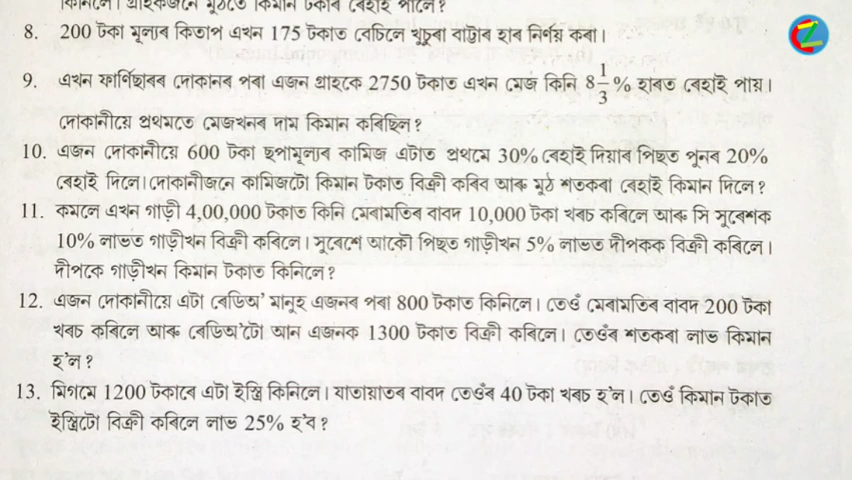 কিনিলে। গ্ৰাহকজনে মুঠতে কিমান টকাৰ ৰেহাই পালে?
8. 200 টকা মূল্যৰ কিতাপ এখন 175 টকাত বেচিলে খুচুৰা বাট্টাৰ হাৰ নিৰ্ণয় কৰা।
9. এখন ফাৰ্ণিছাৰৰ দোকানৰ পৰা এজন গ্ৰাহকে 2750 টকাত এখন মেজ কিনি 8 1/3 % হাৰত ৰেহাই পায়।
দোকানীয়ে প্ৰথমতে মেজখনৰ দাম কিমান কৰিছিল?
10. এজন দোকানীয়ে 600 টকা ছপামূল্যৰ কামিজ এটাত প্ৰথমে 30% ৰেহাই দিয়াৰ পিছত পুনৰ 20%
ৰেহাই দিলে। দোকানীজনে কামিজটো কিমান টকাত বিক্ৰী কৰিব আৰু মুঠ শতকৰা ৰেহাই কিমান দিলে?
11. কমলে এখন গাড়ী 4,00,000 টকাত কিনি মেৰামতিৰ বাবদ 10,000 টকা খৰচ কৰিলে আৰু সি সুৰেশক
10% লাভত গাড়ীখন বিক্ৰী কৰিলে। সুৰেশে আকৌ পিছত গাড়ীখন 5% লাভত দীপকক বিক্ৰী কৰিলে।
দীপকে গাড়ীখন কিমান টকাত কিনিলে?
12. এজন দোকানীয়ে এটা ৰেডিঅ' মানুহ এজনৰ পৰা 800 টকাত কিনিলে। তেওঁ মেৰামতিৰ বাবদ 200 টকা
খৰচ কৰিলে আৰু ৰেডিঅ'টো আন এজনক 1300 টকাত বিক্ৰী কৰিলে। তেওঁৰ শতকৰা লাভ কিমান
হ'ল?
13. মিগমে 1200 টকাৰে এটা ইস্ত্ৰি কিনিলে। যাতায়াতৰ বাবদ তেওঁৰ 40 টকা খৰচ হ'ল। তেওঁ কিমান টকাত
ইস্ত্ৰিটো বিক্ৰী কৰিলে লাভ 25% হ'ব?